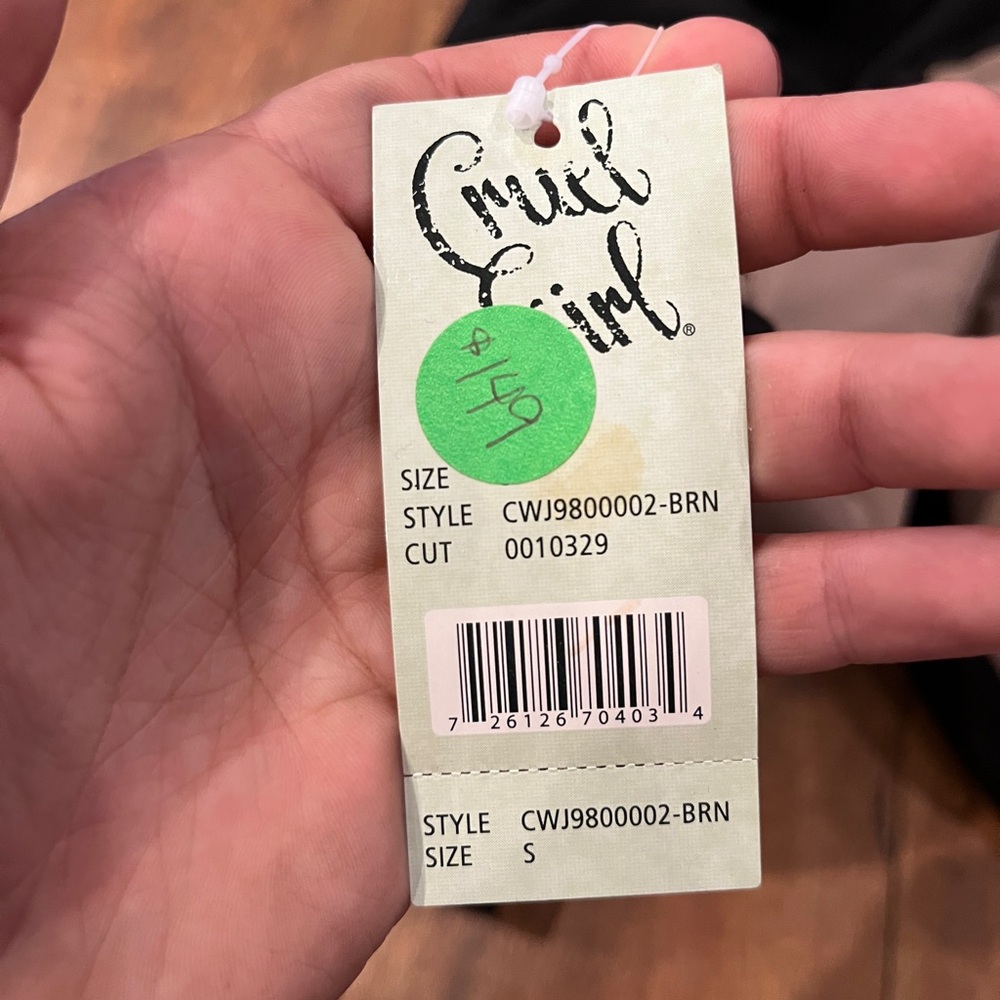 Cruel
Girl®
$149
SIZE
STYLE CWJ9800002-BRN
CUT 0010329
7 26126 70403 4
STYLE CWJ9800002-BRN
SIZE S